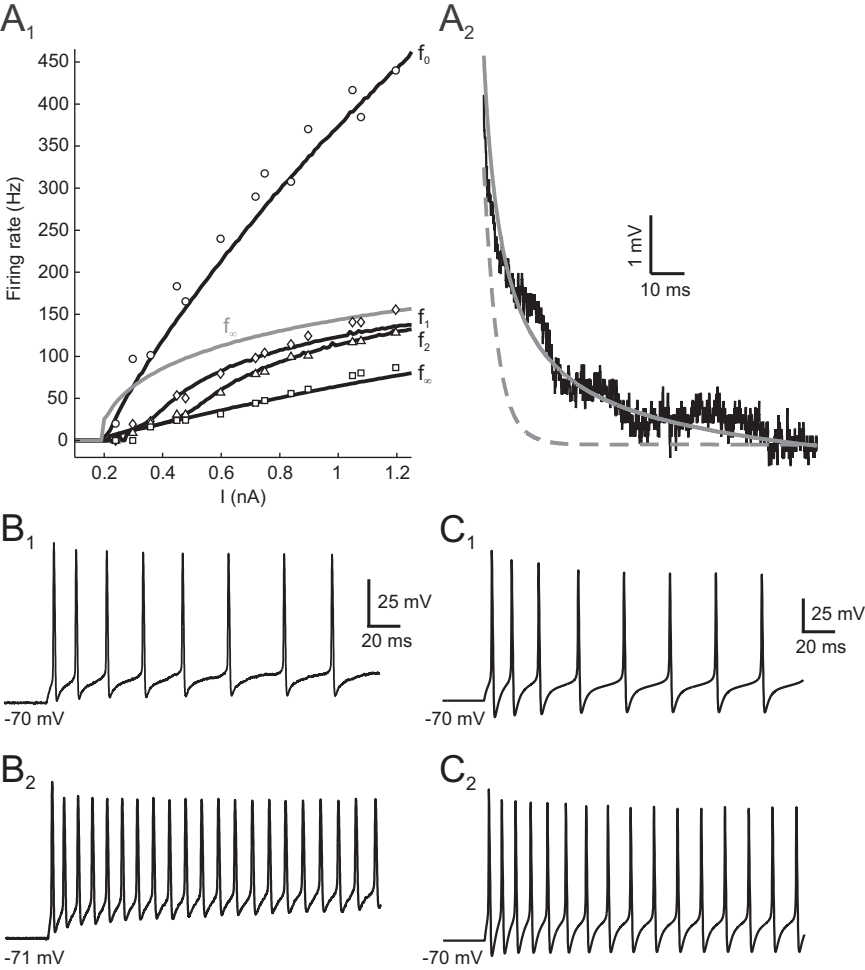 A1
A2
450
400
350
300
250
200
150
100
50
0
Firing rate (Hz)
f0
f∞
f1
f2
f∞
0.2 0.4 0.6 0.8 1 1.2
I (nA)
1 mV
10 ms
B1
25 mV
20 ms
-70 mV
C1
25 mV
20 ms
-70 mV
B2
-71 mV
C2
-70 mV